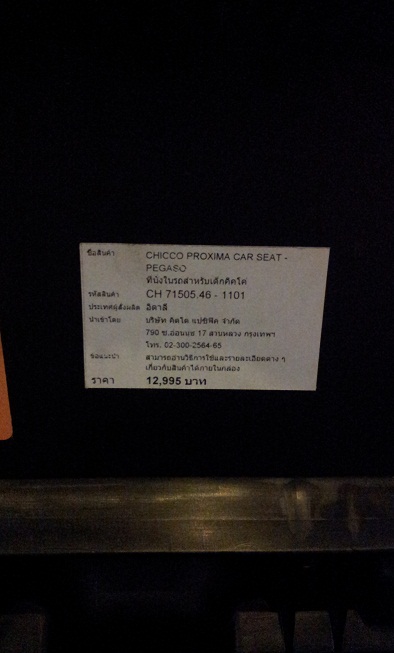 ชื่อสินค้า CHICCO PROXIMA CAR SEAT -
PEGASO
ที่นั่งในรถสำหรับเด็กคิคโค่
รหัสสินค้า CH 71505.46 - 1101
ประเทศผู้ผลิต อิตาลี
นำเข้าโดย บริษัท คิคโค แปซิฟิค จำกัด
790 ซ.อ่อนนุช 17 สวนหลวง กรุงเทพฯ
โทร. 02-300-2564-65
ข้อแนะนำ สามารถอ่านวิธีการใช้และรายละเอียดต่าง ๆ
เกี่ยวกับสินค้าได้ภายในกล่อง
ราคา 12,995 บาท